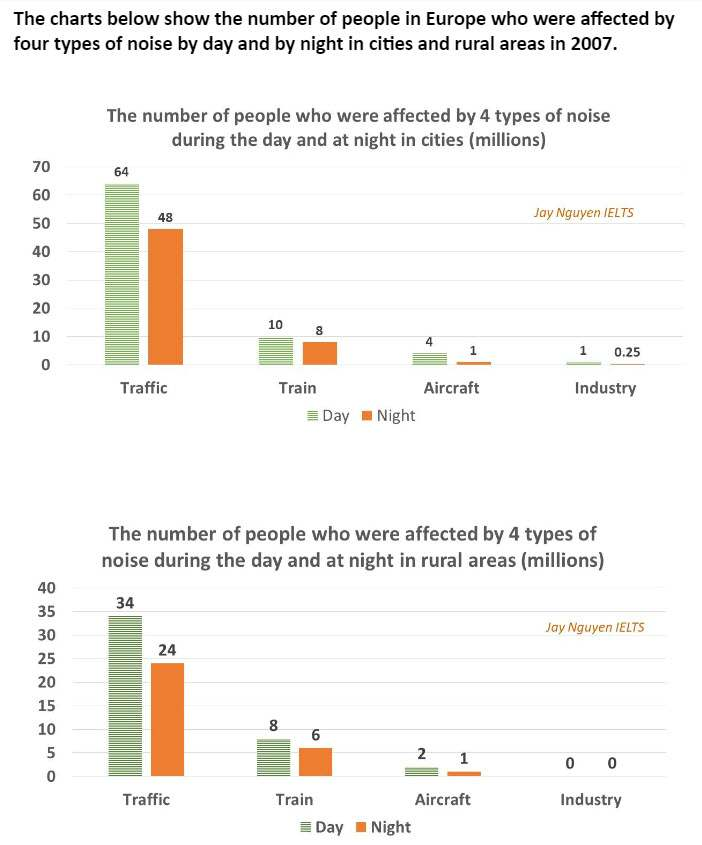 The charts below show the number of people in Europe who were affected by
four types of noise by day and by night in cities and rural areas in 2007.
The number of people who were affected by 4 types of noise
during the day and at night in cities (millions)
70
60
50
40
30
20
10
0
64
48
10
8
4
1
1
0.25
Jay Nguyen IELTS
Traffic
Train
Aircraft
Industry
Day
Night
The number of people who were affected by 4 types of
noise during the day and at night in rural areas (millions)
40
35
30
25
20
15
10
5
0
34
24
8
6
2
1
0
0
Jay Nguyen IELTS
Traffic
Train
Aircraft
Industry
Day
Night